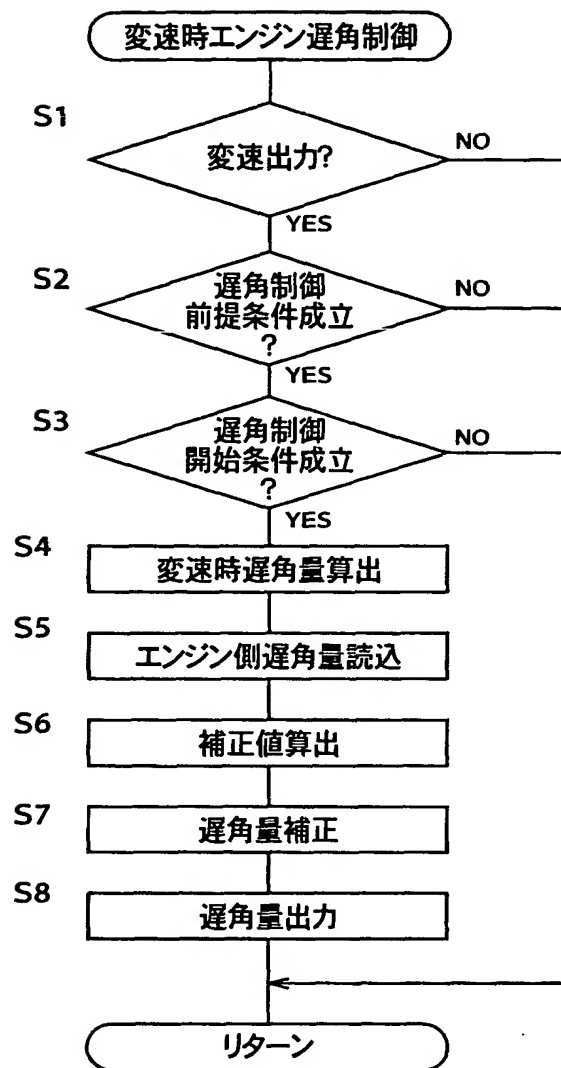 変速時エンジン遅角制御
S1
変速出力?
NO
YES
S2
遅角制御
前提条件成立
?
NO
YES
S3
遅角制御
開始条件成立
?
NO
YES
S4
変速時遅角量算出
S5
エンジン側遅角量読込
S6
補正値算出
S7
遅角量補正
S8
遅角量出力
リターン